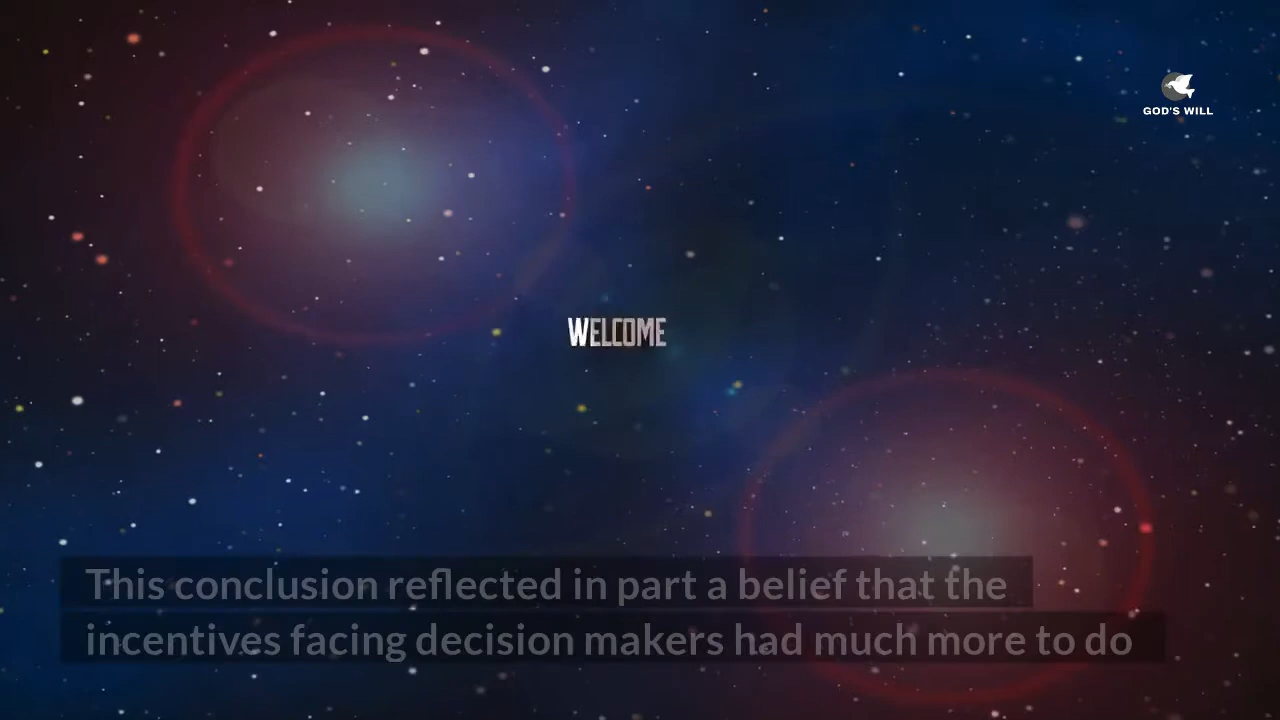 GOD'S WILL
WELCOME
This conclusion reflected in part a belief that the
incentives facing decision makers had much more to do